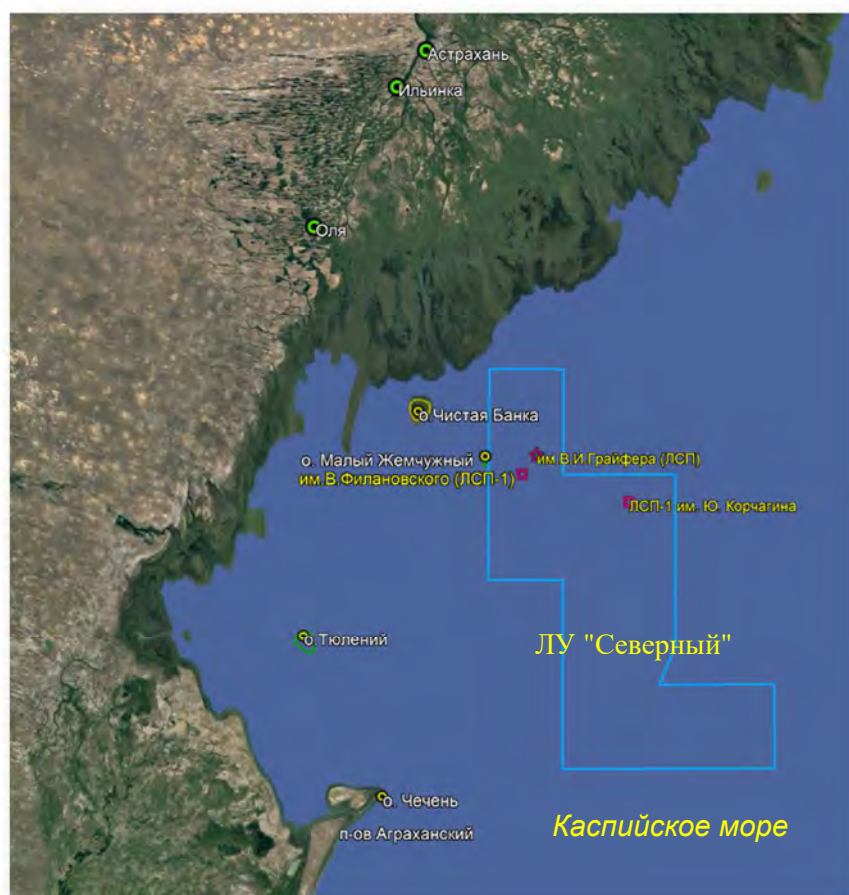 Астрахань
Ильинка
Оля
о.Чистая Банка
о. Малый Жемчужный
им.В.И.Грайфера (ЛСП)
им.В.Филановского (ЛСП-1)
ЛСП-1 им. Ю. Корчагина
о.Тюлений
ЛУ "Северный"
о. Чечень
Каспийское море
п-ов Аграханский